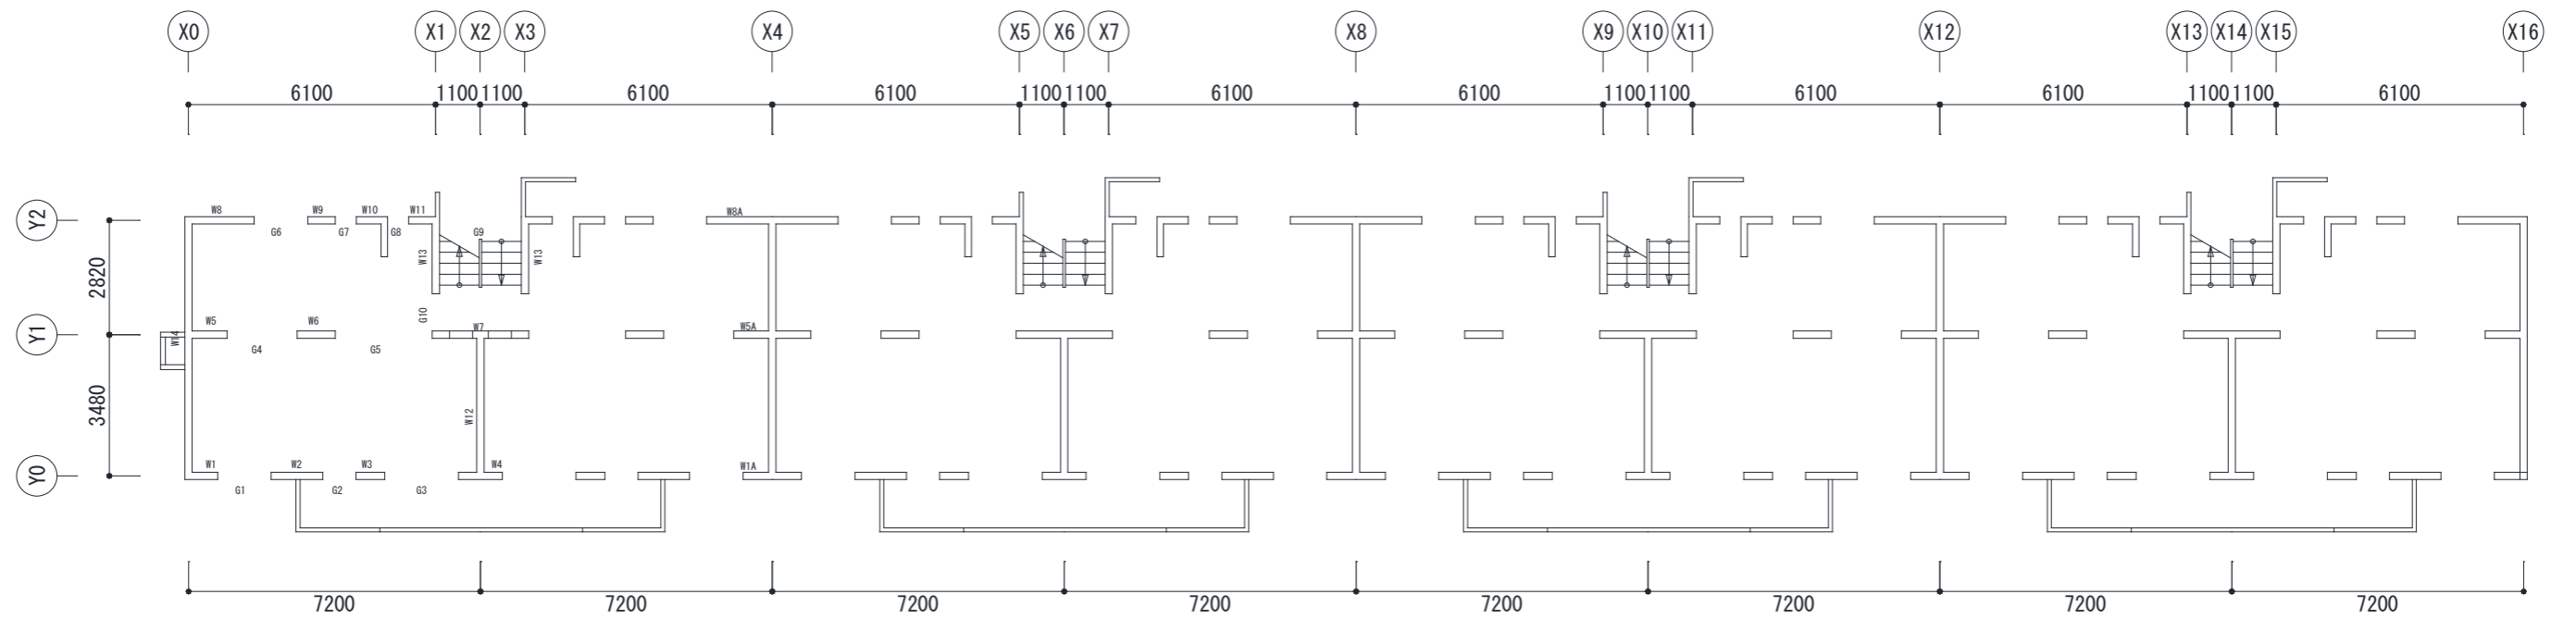 X0 X1 X2 X3 X4 X5 X6 X7 X8 X9 X10 X11 X12 X13 X14 X15 X16
6100 1100 1100 6100 6100 1100 1100 6100 6100 1100 1100 6100 6100 1100 1100 6100
Y2
W8 W9 W10 W11 W8A
G6 G7 G8 G9
W13 W13
2820
G10
Y1
W14 W5 W6 W7 W5A
G4 G5
3480
W12
Y0
W1 W2 W3 W4 W1A
G1 G2 G3
7200 7200 7200 7200 7200 7200 7200 7200